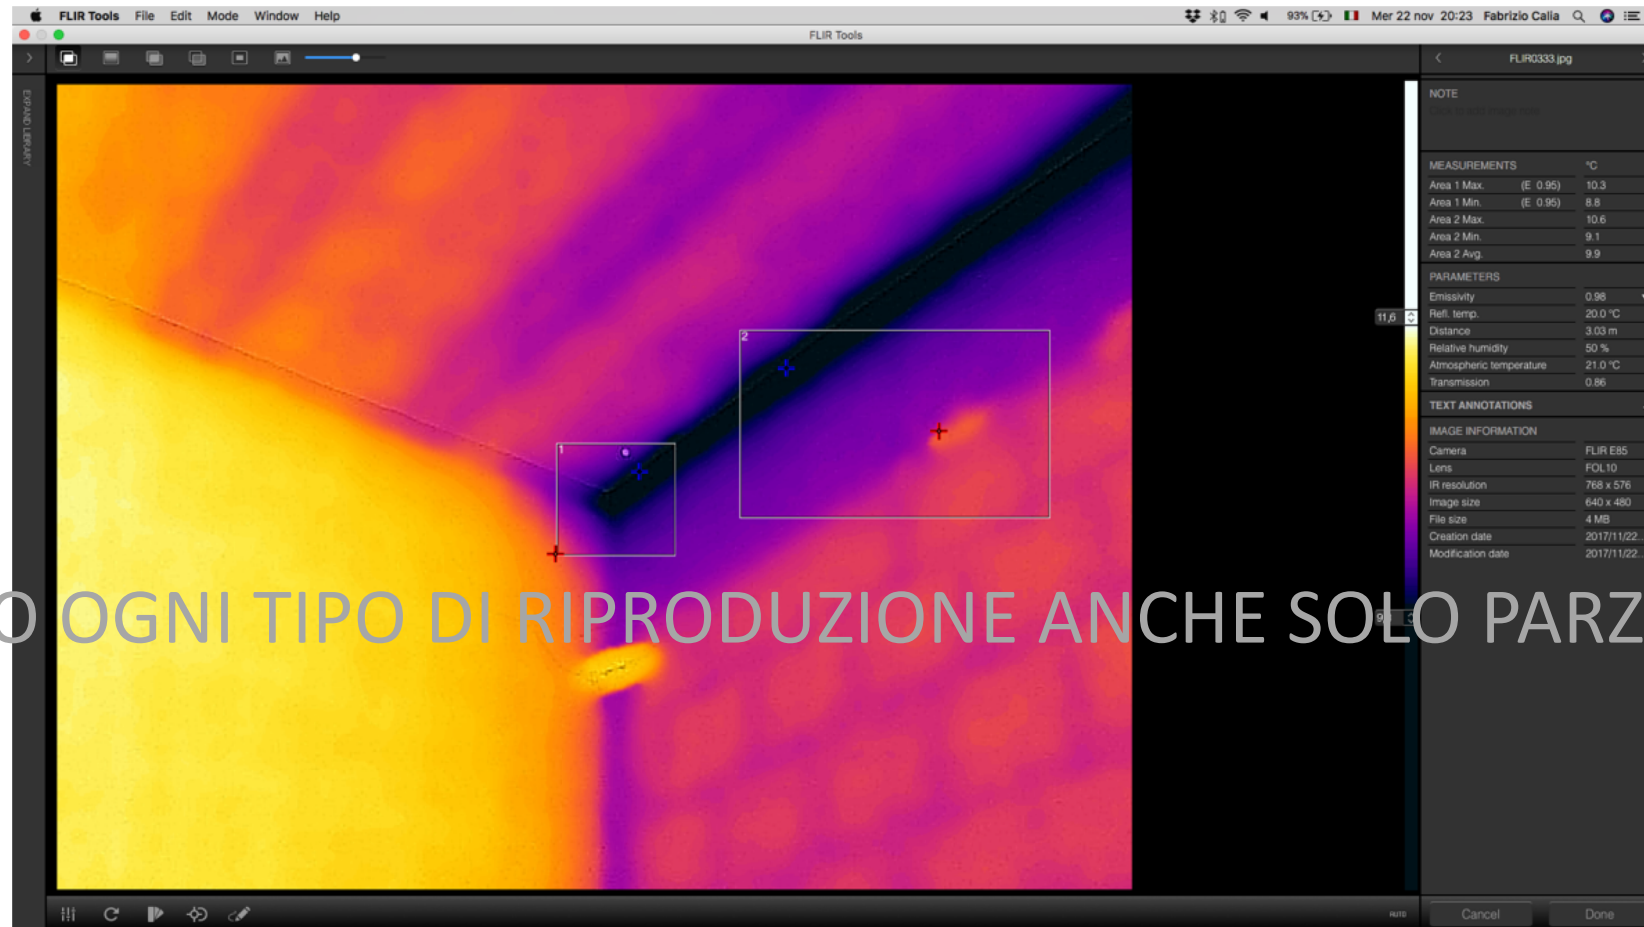 FLIR Tools File Edit Mode Window Help 93% Mer 22 nov 20:23 Fabrizio Calia
FLIR Tools
FLIR0333.jpg
EXPAND LIBRARY
NOTE
MEASUREMENTS °C
Area 1 Max. (E 0.95) 10.3
Area 1 Min. (E 0.95) 8.8
Area 2 Max. 10.6
Area 2 Min. 9.1
Area 2 Avg. 9.9
PARAMETERS
Emissivity 0.98
Refl. temp. 20.0 °C
Distance 3.03 m
Relative humidity 50 %
Atmospheric temperature 21.0 °C
Transmission 0.86
TEXT ANNOTATIONS
IMAGE INFORMATION
Camera FLIR E85
Lens FOL10
IR resolution 768 x 576
Image size 640 x 480
File size 4 MB
Creation date 2017/11/22...
Modification date 2017/11/22...
11,6
2
1
O OGNI TIPO DI RIPRODUZIONE ANCHE SOLO PARZ
AUTO
Cancel Done